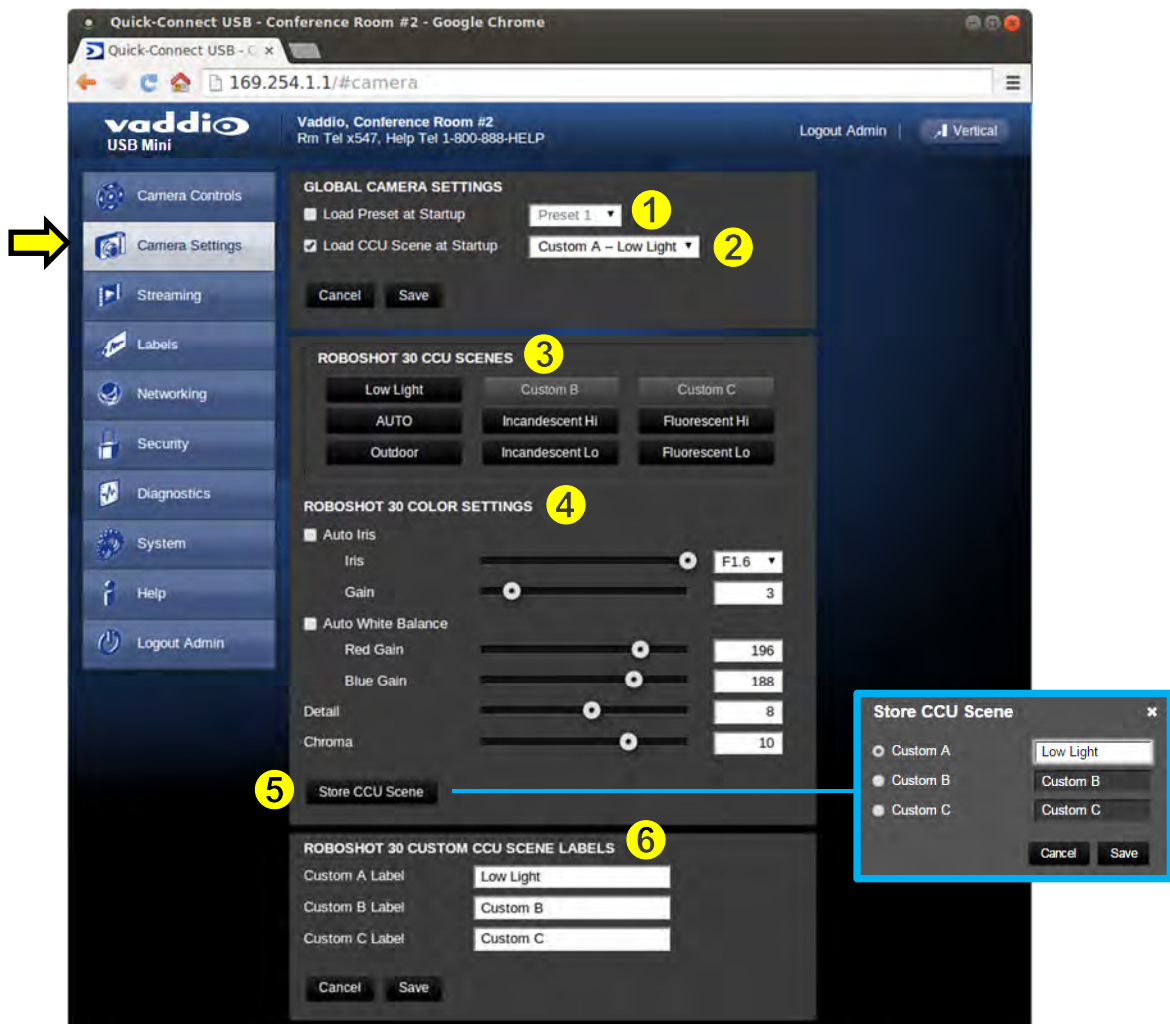 Quick-Connect USB - Conference Room #2 - Google Chrome
Quick-Connect USB - C ×
169.254.1.1/#camera
vaddio
USB Mini
Vaddio, Conference Room #2
Rm Tel x547, Help Tel 1-800-888-HELP
Logout Admin | Vertical
Camera Controls
Camera Settings
Streaming
Labels
Networking
Security
Diagnostics
System
Help
Logout Admin
GLOBAL CAMERA SETTINGS
Load Preset at Startup Preset 1 1
Load CCU Scene at Startup Custom A – Low Light 2
Cancel Save
ROBOSHOT 30 CCU SCENES 3
Low Light Custom B Custom C
AUTO Incandescent Hi Fluorescent Hi
Outdoor Incandescent Lo Fluorescent Lo
ROBOSHOT 30 COLOR SETTINGS 4
Auto Iris
Iris F1.6
Gain 3
Auto White Balance
Red Gain 196
Blue Gain 188
Detail 8
Chroma 10
5 Store CCU Scene
Store CCU Scene ×
Custom A Low Light
Custom B Custom B
Custom C Custom C
Cancel Save
ROBOSHOT 30 CUSTOM CCU SCENE LABELS 6
Custom A Label Low Light
Custom B Label Custom B
Custom C Label Custom C
Cancel Save